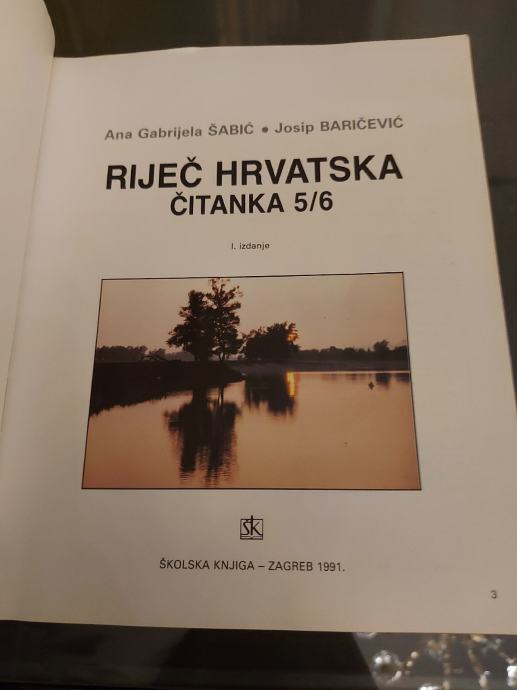 Ana Gabrijela ŠABIĆ • Josip BARIČEVIĆ
RIJEČ HRVATSKA
ČITANKA 5/6
I. izdanje
ŠK
ŠKOLSKA KNJIGA – ZAGREB 1991.
3